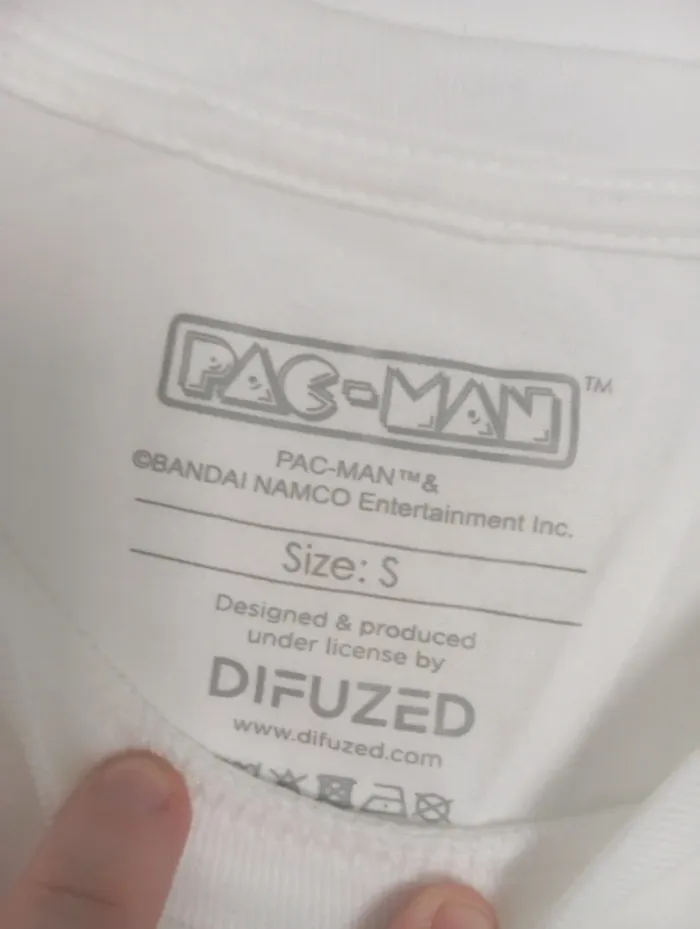 PAC-MAN™
PAC-MAN™&
©BANDAI NAMCO Entertainment Inc.
Size: S
Designed & produced
under license by
DIFUZED
www.difuzed.com